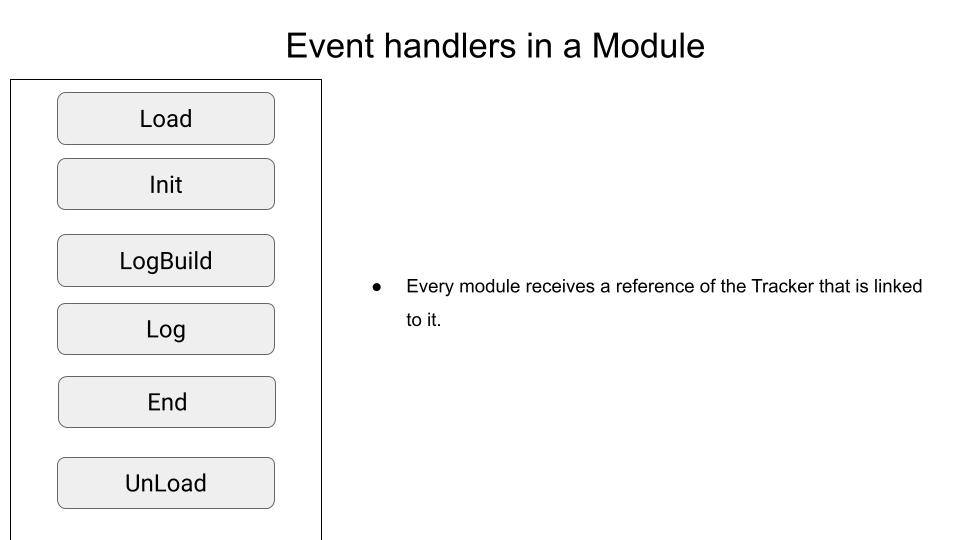 Event handlers in a Module
Load
Init
LogBuild
Log
End
UnLoad
● Every module receives a reference of the Tracker that is linked
to it.